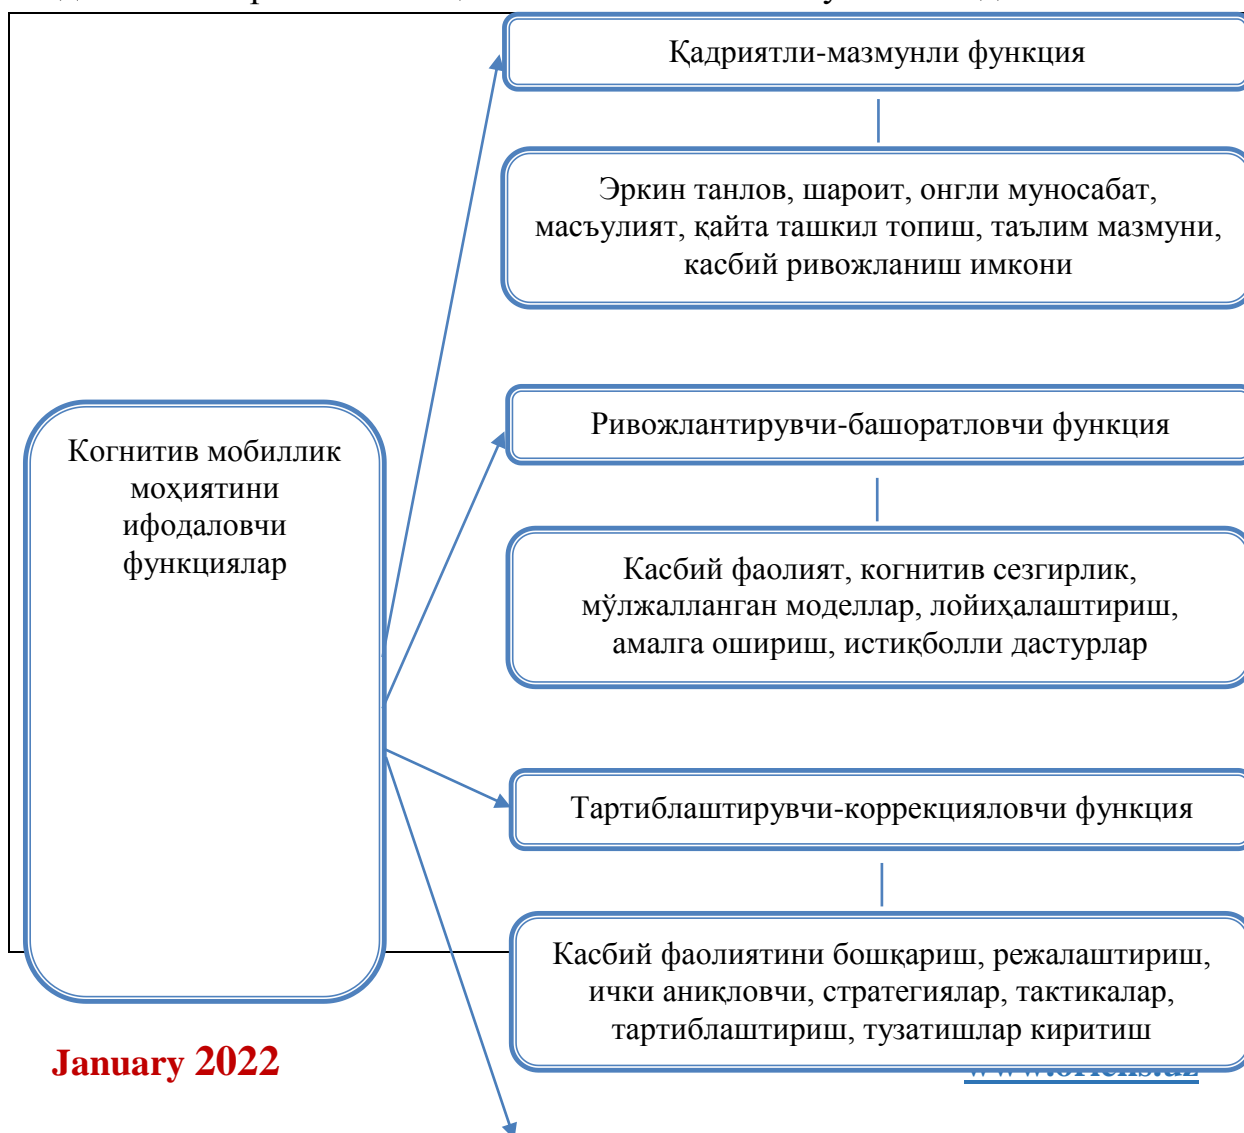 Қадриятли-мазмунли функция
Эркин танлов, шароит, онгли муносабат,
масъулият, қайта ташкил топиш, таълим мазмуни,
касбий ривожланиш имкони
Когнитив мобиллик
моҳиятини
ифодаловчи
функциялар
Ривожлантирувчи-башоратловчи функция
Касбий фаолият, когнитив сезгирлик,
мўлжалланган моделлар, лойиҳалаштириш,
амалга ошириш, истиқболли дастурлар
Тартиблаштирувчи-коррекцияловчи функция
Касбий фаолиятини бошқариш, режалаштириш,
ички аниқловчи, стратегиялар, тактикалар,
тартиблаштириш, тузатишлар киритиш
January 2022